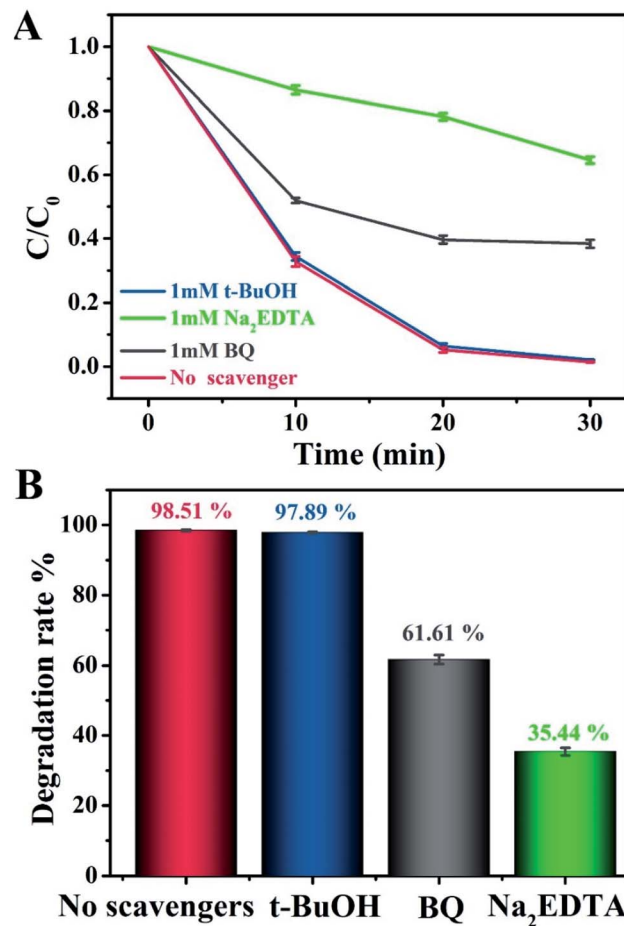 A
C/C₀
1.0
0.8
0.6
0.4
0.2
0.0
1mM t-BuOH
1mM Na₂EDTA
1mM BQ
No scavenger
0 10 20 30
Time (min)
B
Degradation rate %
100
80
60
40
20
0
98.51 % 97.89 %
61.61 %
35.44 %
No scavengers t-BuOH BQ Na₂EDTA